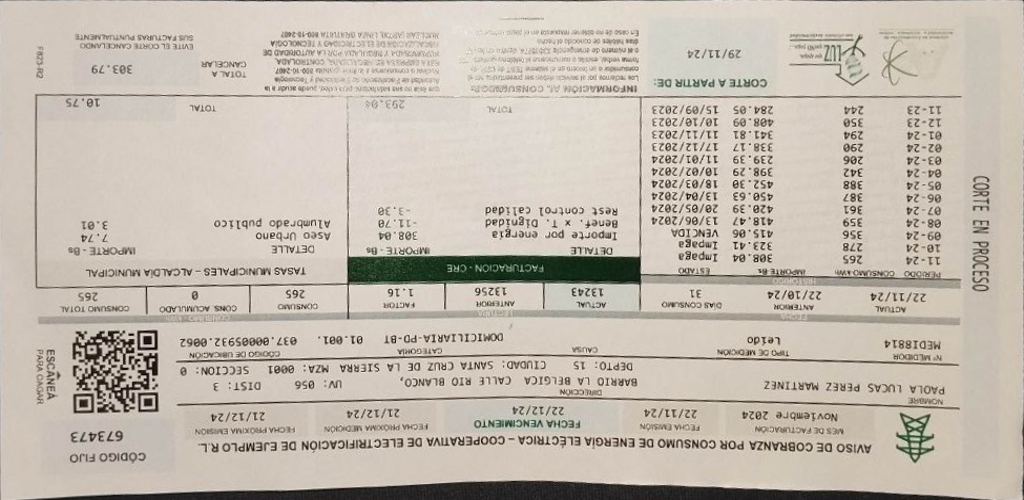 AVISO DE COBRANZA POR CONSUMO DE ENERGÍA ELÉCTRICA – COOPERATIVA DE ELECTRIFICACIÓN DE EJEMPLO R.L.
CÓDIGO FIJO
673473
MES DE FACTURACIÓN FECHA EMISIÓN FECHA VENCIMIENTO FECHA PRÓXIMA MEDICIÓN FECHA PRÓXIMA EMISIÓN
Noviembre 2024 22/11/24 22/12/24 21/12/24 21/12/24
NOMBRE DIRECCIÓN
PAOLA LUCAS PEREZ MARTINEZ BARRIO LA BELGICA CALLE RIO BLANCO, UV: 056 DIST: 3
DEPTO: 15 CIUDAD: SANTA CRUZ DE LA SIERRA MZA: 0001 SECCION: 0
ESCANEÁ
PARA PAGAR
Nº MEDIDOR TIPO DE MEDICIÓN CAUSA CATEGORÍA CÓDIGO DE UBICACIÓN
MEDI8814 Leído DOMICILIARIO-PD-BT 01.001. 037.00005932.0062
FECHA LECTURA CONSUMO - kWh
ACTUAL ANTERIOR DIAS CONSUMO ACTUAL ANTERIOR FACTOR CONSUMO CONS ACUMULADO CONSUMO TOTAL
22/11/24 22/10/24 31 13243 13256 1.16 265 0 265
HISTORICO
PERIODO CONSUMO kWh IMPORTE Bs ESTADO
11-24 265 308.04 Impaga
10-24 278 323.41 Impaga
09-24 356 415.06 VENCIDA
08-24 359 418.47 13/06/2024
07-24 361 420.39 20/05/2024
06-24 387 450.63 13/04/2024
05-24 388 452.30 18/03/2024
04-24 342 398.29 10/02/2024
03-24 206 239.39 11/01/2024
02-24 290 338.17 17/12/2023
01-24 294 341.81 11/11/2023
12-23 350 408.09 10/10/2023
11-23 244 284.05 15/09/2023
FACTURACION - CRE
DETALLE IMPORTE - Bs
Importe por energía 308.04
Benef. x T. Dignidad -11.70
Rest control calidad -3.30
TOTAL 293.04
TASAS MUNICIPALES – ALCALDÍA MUNICIPAL
DETALLE IMPORTE - Bs
Aseo Urbano 7.74
Alumbrado público 3.01
TOTAL 10.75
CORTE A PARTIR DE:
29/11/24
INFORMACIÓN AL CONSUMIDOR
TOTAL A
CANCELAR
303.79
EVITE EL CORTE CANCELANDO
SUS FACTURAS PUNTUALMENTE
CORTE EN PROCESO